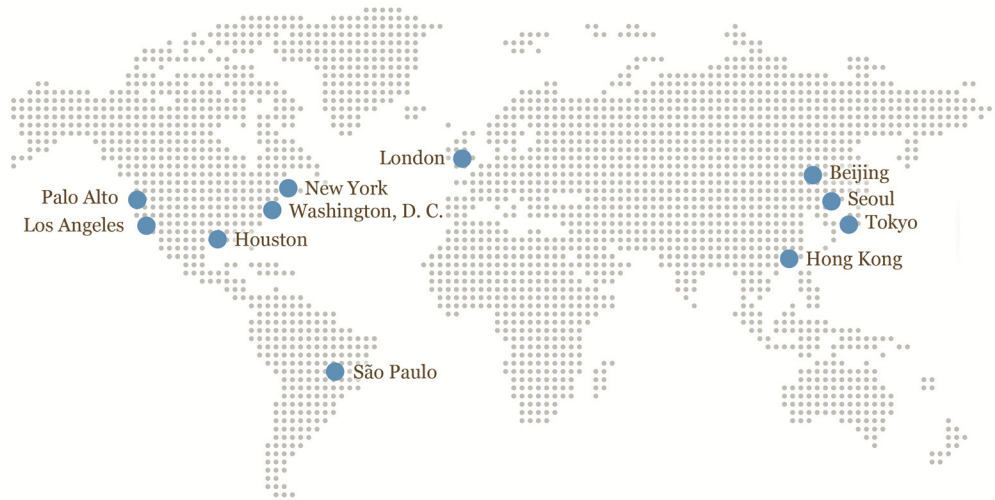 London
Beijing
New York
Palo Alto
Seoul
Washington, D. C.
Tokyo
Los Angeles
Houston
Hong Kong
São Paulo